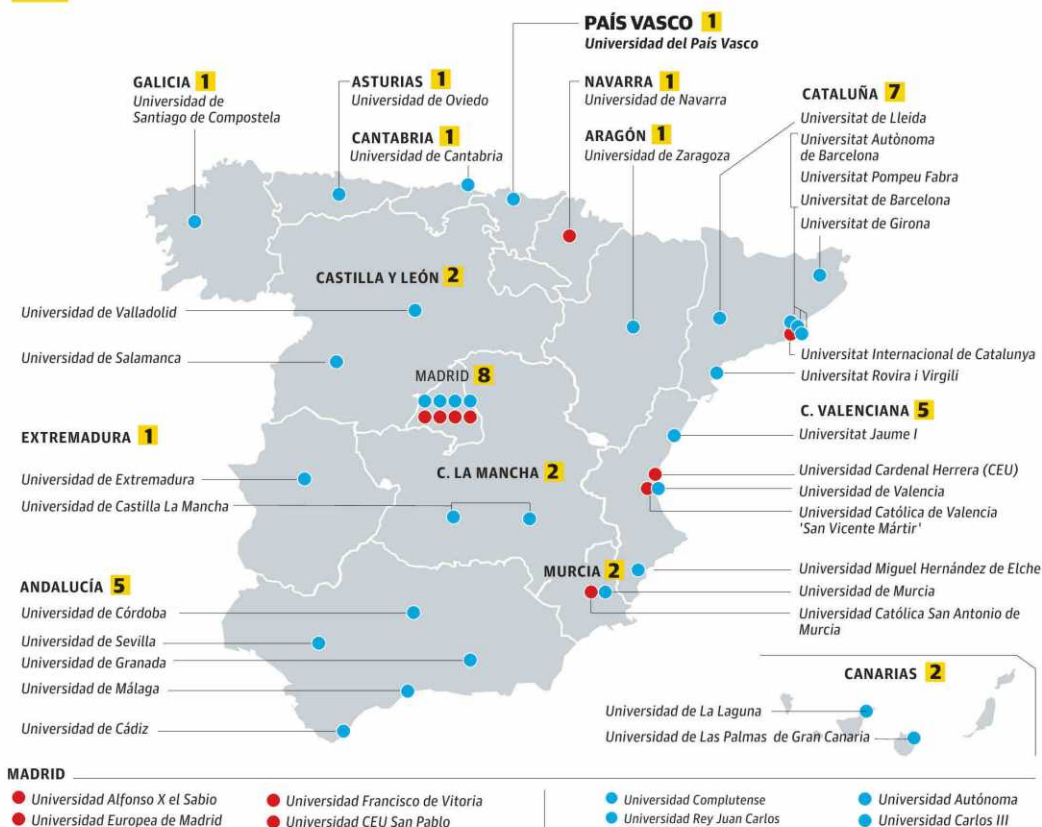 PAÍS VASCO 1
Universidad del País Vasco
GALICIA 1
Universidad de
Santiago de Compostela
ASTURIAS 1
Universidad de Oviedo
CANTABRIA 1
Universidad de Cantabria
NAVARRA 1
Universidad de Navarra
ARAGÓN 1
Universidad de Zaragoza
CATALUÑA 7
Universitat de Lleida
Universitat Autònoma
de Barcelona
Universitat Pompeu Fabra
Universitat de Barcelona
Universitat de Girona
Universitat Internacional de Catalunya
Universitat Rovira i Virgili
CASTILLA Y LEÓN 2
Universidad de Valladolid
Universidad de Salamanca
MADRID 8
C. VALENCIANA 5
Universitat Jaume I
Universidad Cardenal Herrera (CEU)
Universidad de Valencia
Universidad Católica de Valencia
'San Vicente Mártir'
Universidad Miguel Hernández de Elche
EXTREMADURA 1
Universidad de Extremadura
C. LA MANCHA 2
Universidad de Castilla La Mancha
MURCIA 2
Universidad de Murcia
Universidad Católica San Antonio de
Murcia
ANDALUCÍA 5
Universidad de Córdoba
Universidad de Sevilla
Universidad de Granada
Universidad de Málaga
Universidad de Cádiz
CANARIAS 2
Universidad de La Laguna
Universidad de Las Palmas de Gran Canaria
MADRID
Universidad Alfonso X el Sabio
Universidad Europea de Madrid
Universidad Francisco de Vitoria
Universidad CEU San Pablo
Universidad Complutense
Universidad Rey Juan Carlos
Universidad Autónoma
Universidad Carlos III